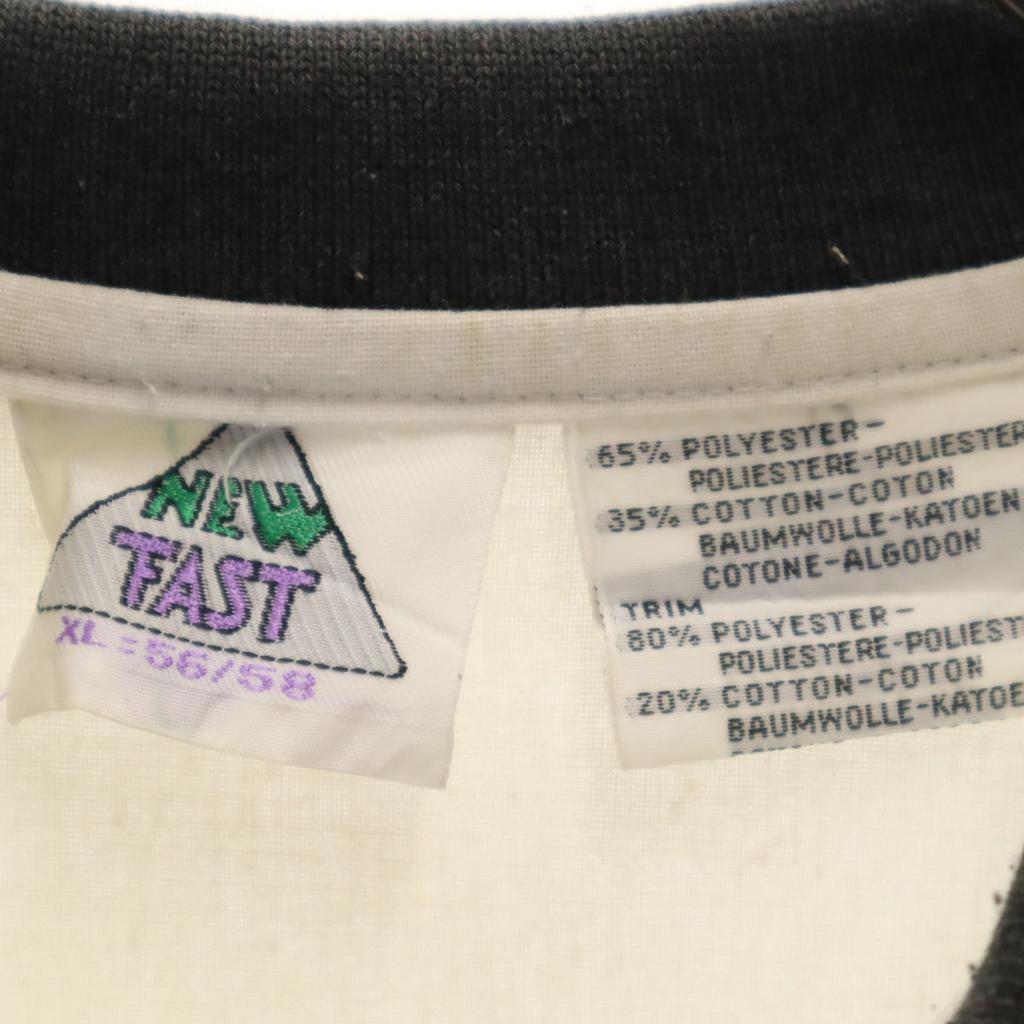 NEW
FAST
XL = 56/58
65% POLYESTER-
POLIESTERE-POLIESTER
35% COTTON-COTON
BAUMWOLLE-KATOEN
COTONE-ALGODON
TRIM
80% POLYESTER-
POLIESTERE-POLIEST
20% COTTON-COTON
BAUMWOLLE-KATOE